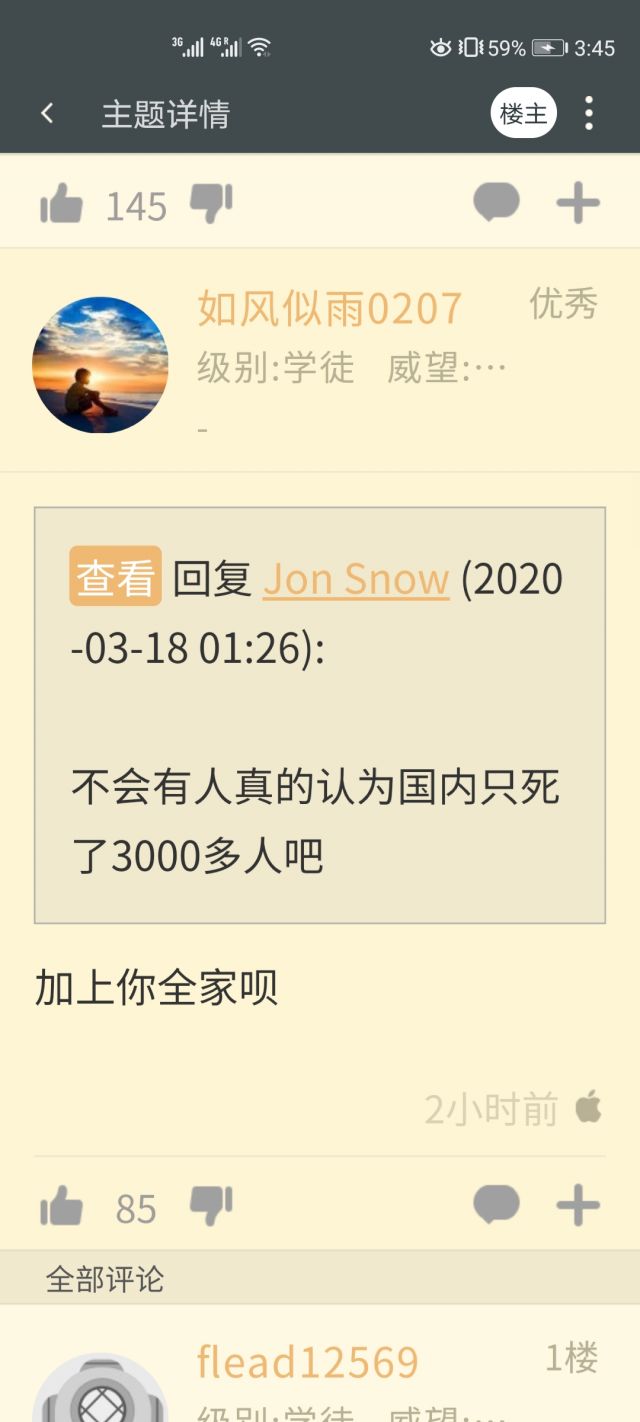 3G 4G R 59% 3:45
主题详情 楼主
145
如风似雨0207 优秀
级别:学徒 威望:···
-
查看 回复 Jon Snow (2020
-03-18 01:26):
不会有人真的认为国内只死
了3000多人吧
加上你全家呗
2小时前
85
全部评论
flead12569 1楼
级别:学徒 威望:···